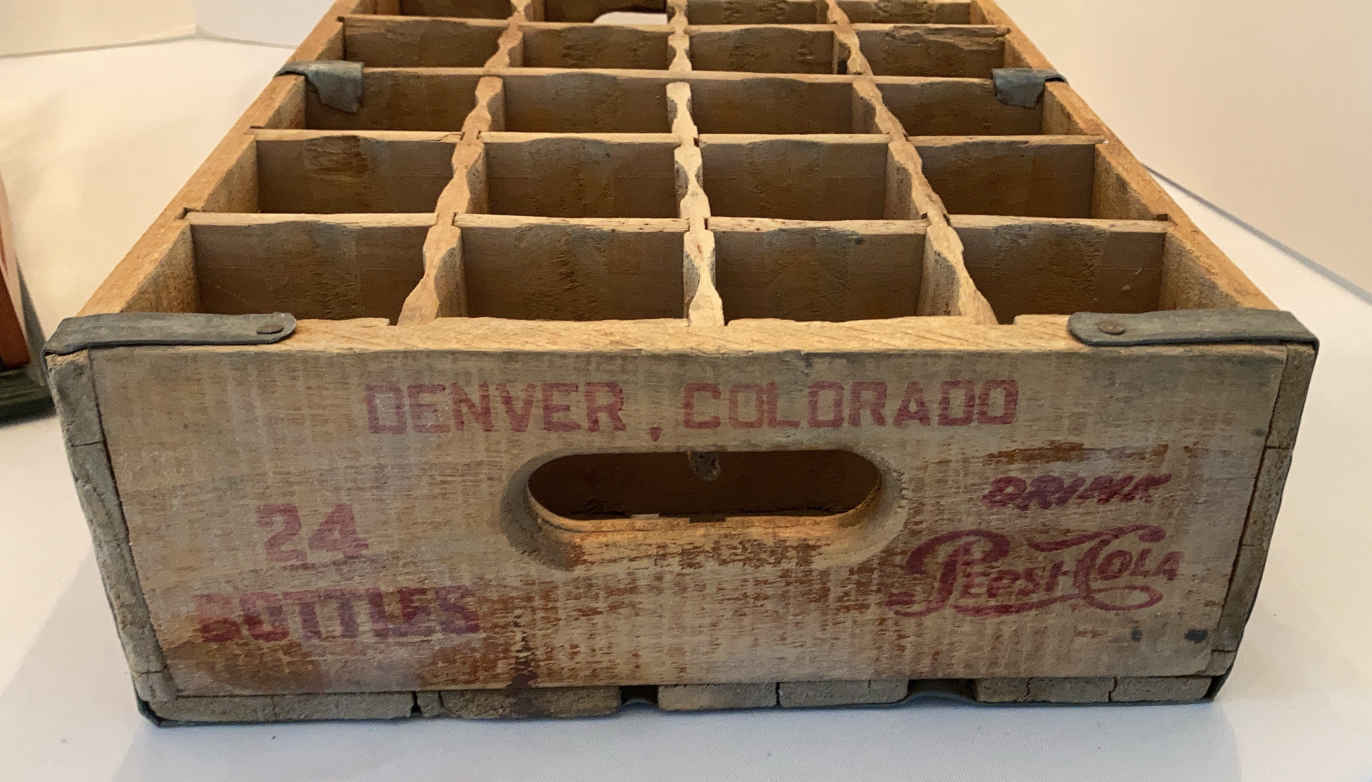 DENVER, COLORADO
24
BOTTLES
DRINK
PEPSI-COLA